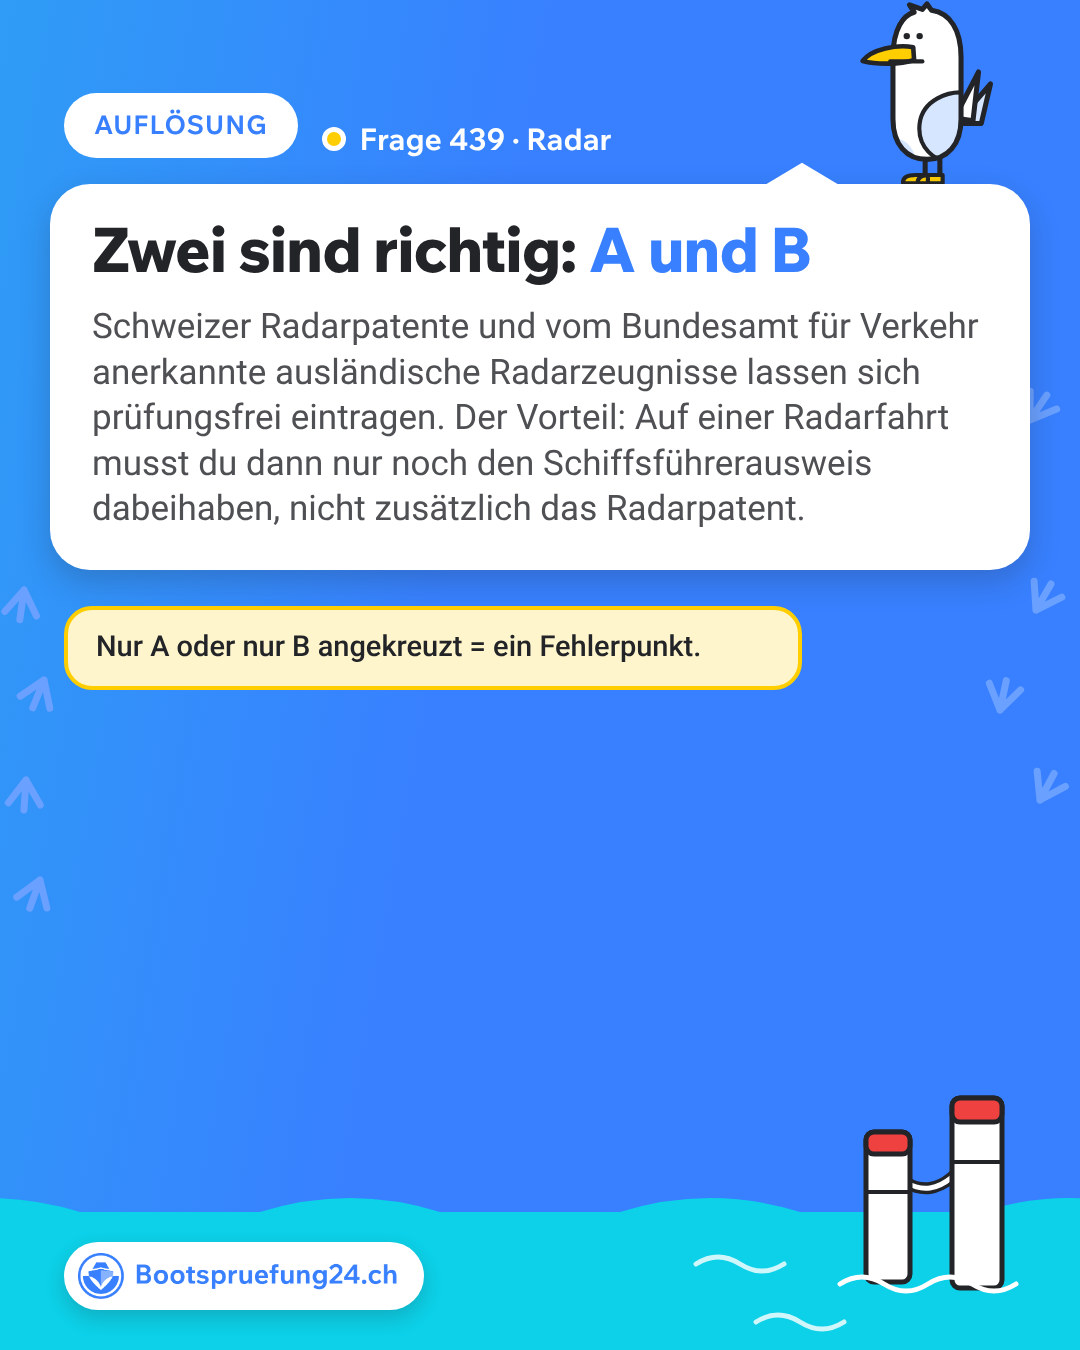 AUFLÖSUNG
Frage 439 · Radar
Zwei sind richtig: A und B
Schweizer Radarpatente und vom Bundesamt für Verkehr
anerkannte ausländische Radarzeugnisse lassen sich
prüfungsfrei eintragen. Der Vorteil: Auf einer Radarfahrt
musst du dann nur noch den Schiffsführerausweis
dabeihaben, nicht zusätzlich das Radarpatent.
Nur A oder nur B angekreuzt = ein Fehlerpunkt.
Bootspruefung24.ch